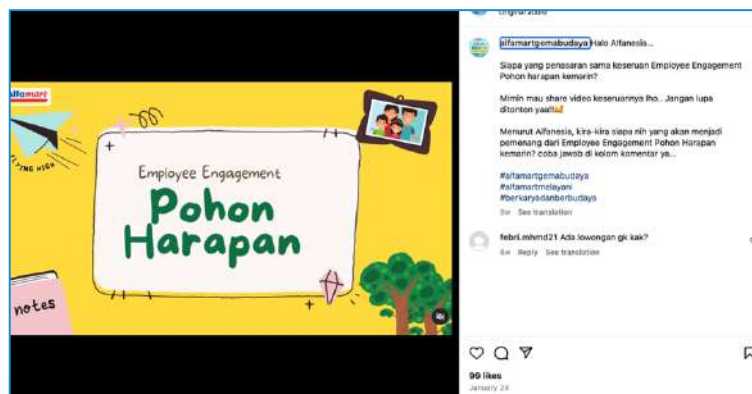 Original audio
alfamartgemabudaya Halo Alfanesia...
Siapa yang penasaran sama keseruan Employee Engagement
Pohon harapan kemarin?
Mimin mau share video keseruannya lho.. Jangan lupa
ditonton yaa!!🥰
Menurut Alfanesia, kira-kira siapa nih yang akan menjadi
pemenang dari Employee Engagement Pohon Harapan
kemarin? coba jawab di kolom komentar ya...
#alfamartgemabudaya
#alfamartmelayani
#berkaryadanberbudaya
See translation
febri.mhmd21 Ada lowongan gk kak?
Reply See translation
99 likes
January 24
Alfamart
FLYING HIGH
Employee Engagement
Pohon
Harapan
notes